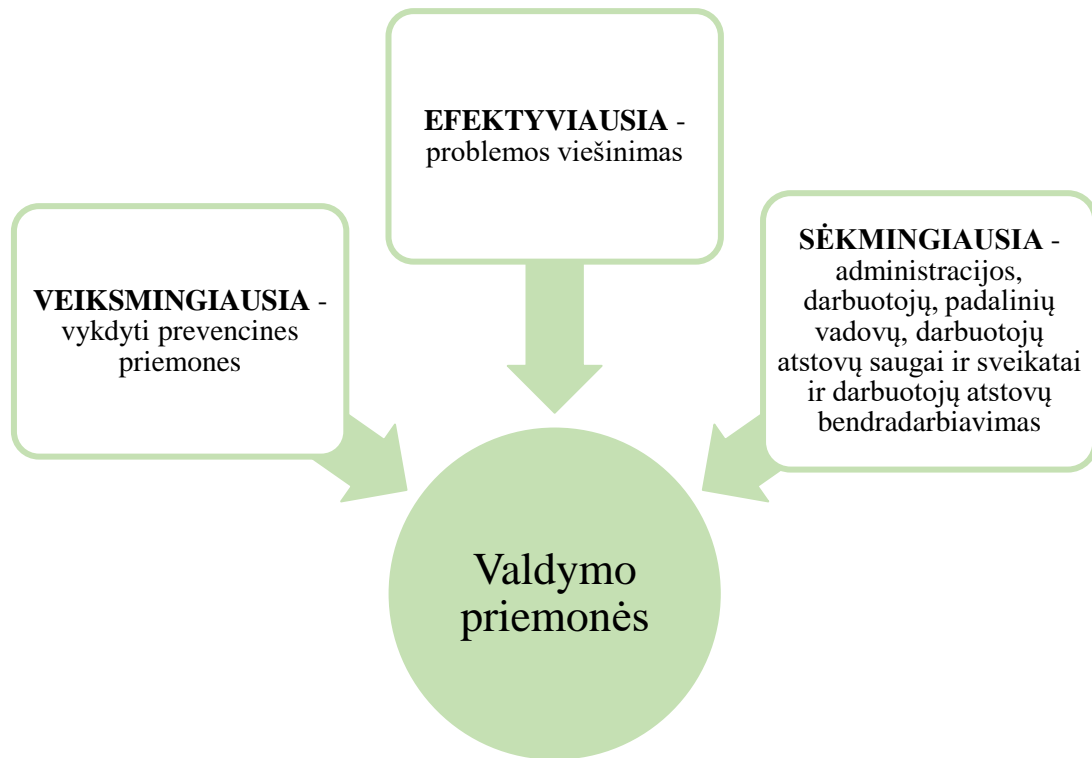 EFEKTYVIAUSIA -
problemos viešinimas
VEIKSMINGIAUSIA -
vykdyti prevencines
priemones
SĖKMINGIAUSIA -
administracijos,
darbuotojų, padalinių
vadovų, darbuotojų
atstovų saugai ir sveikatai
ir darbuotojų atstovų
bendradarbiavimas
Valdymo
priemonės